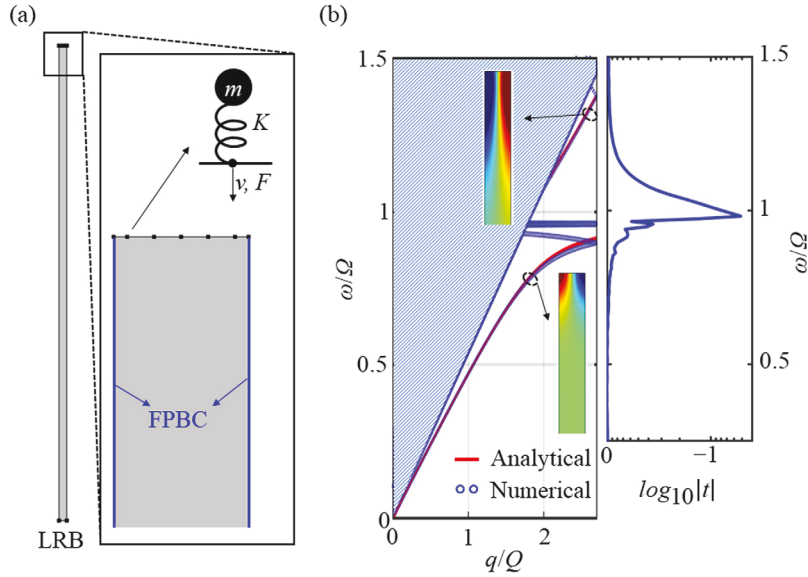 (a)
m
K
v, F
FPBC
LRB
(b)
1.5
1
0.5
0
ω/Ω
0
1
2
q/Q
Analytical
Numerical
1.5
1
0.5
ω/Ω
0
−1
log10|t|